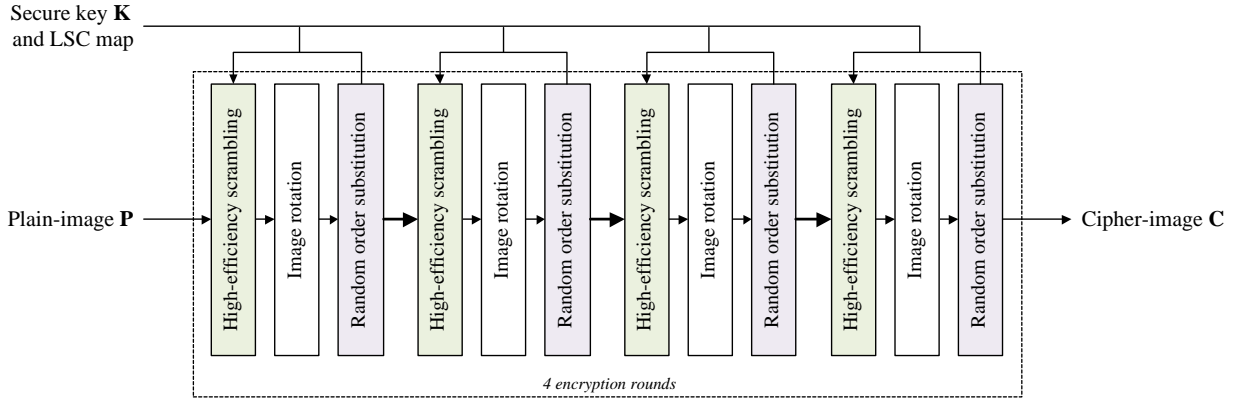 Secure key K
and LSC map
Plain-image P
High-efficiency scrambling
Image rotation
Random order substitution
High-efficiency scrambling
Image rotation
Random order substitution
High-efficiency scrambling
Image rotation
Random order substitution
High-efficiency scrambling
Image rotation
Random order substitution
Cipher-image C
4 encryption rounds